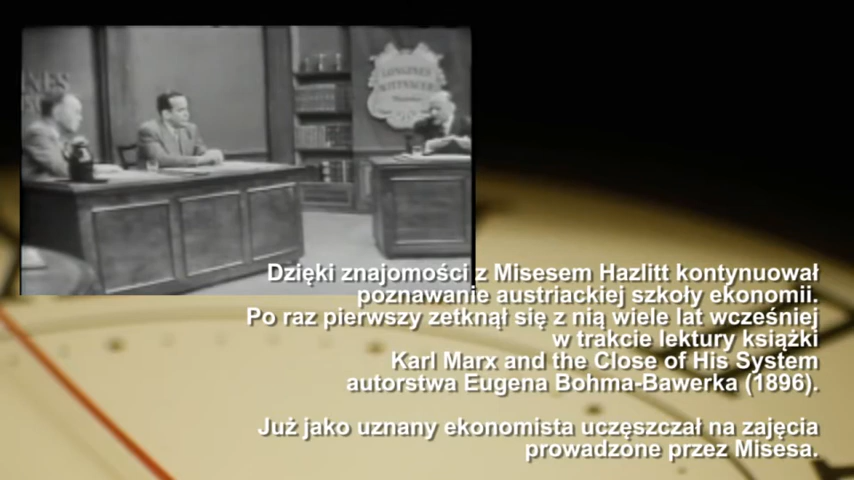 LONGINES
WITTNAUER
Dzięki znajomości z Misesem Hazlitt kontynuował
poznawanie austriackiej szkoły ekonomii.
Po raz pierwszy zetknął się z nią wiele lat wcześniej
w trakcie lektury książki
Karl Marx and the Close of His System
autorstwa Eugena Bohma-Bawerka (1896).
Już jako uznany ekonomista uczęszczał na zajęcia
prowadzone przez Misesa.